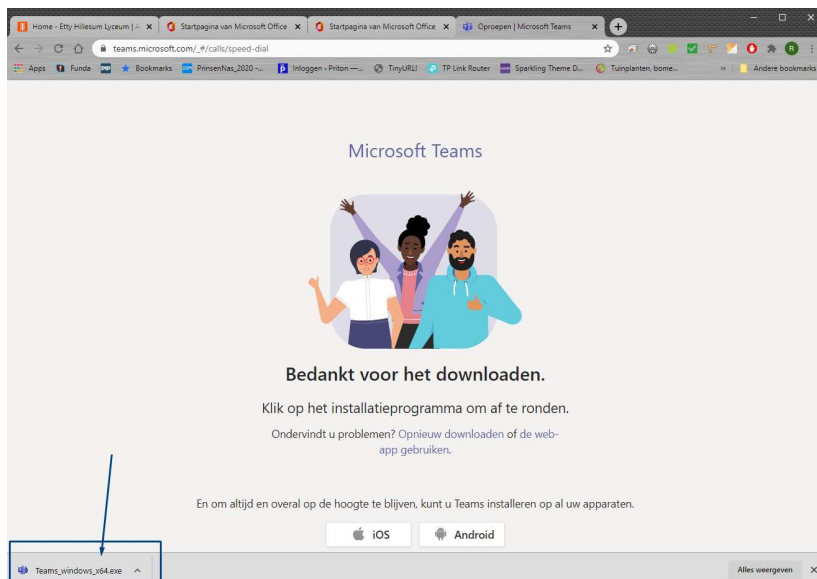 Home - Etty Hillesum Lyceum | A
Startpagina van Microsoft Office
Startpagina van Microsoft Office
Oproepen | Microsoft Teams
teams.microsoft.com/_#/calls/speed-dial
R
Apps
Funda
Bookmarks
PrinsenNas_2020 -...
Inloggen ‹ Priton —...
TinyURL!
TP Link Router
Sparkling Theme D...
Tuinplanten, bome...
Andere bookmarks
Microsoft Teams
Bedankt voor het downloaden.
Klik op het installatieprogramma om af te ronden.
Ondervindt u problemen? Opnieuw downloaden of de web-
app gebruiken.
En om altijd en overal op de hoogte te blijven, kunt u Teams installeren op al uw apparaten.
iOS
Android
Teams_windows_x64.exe
Alles weergeven